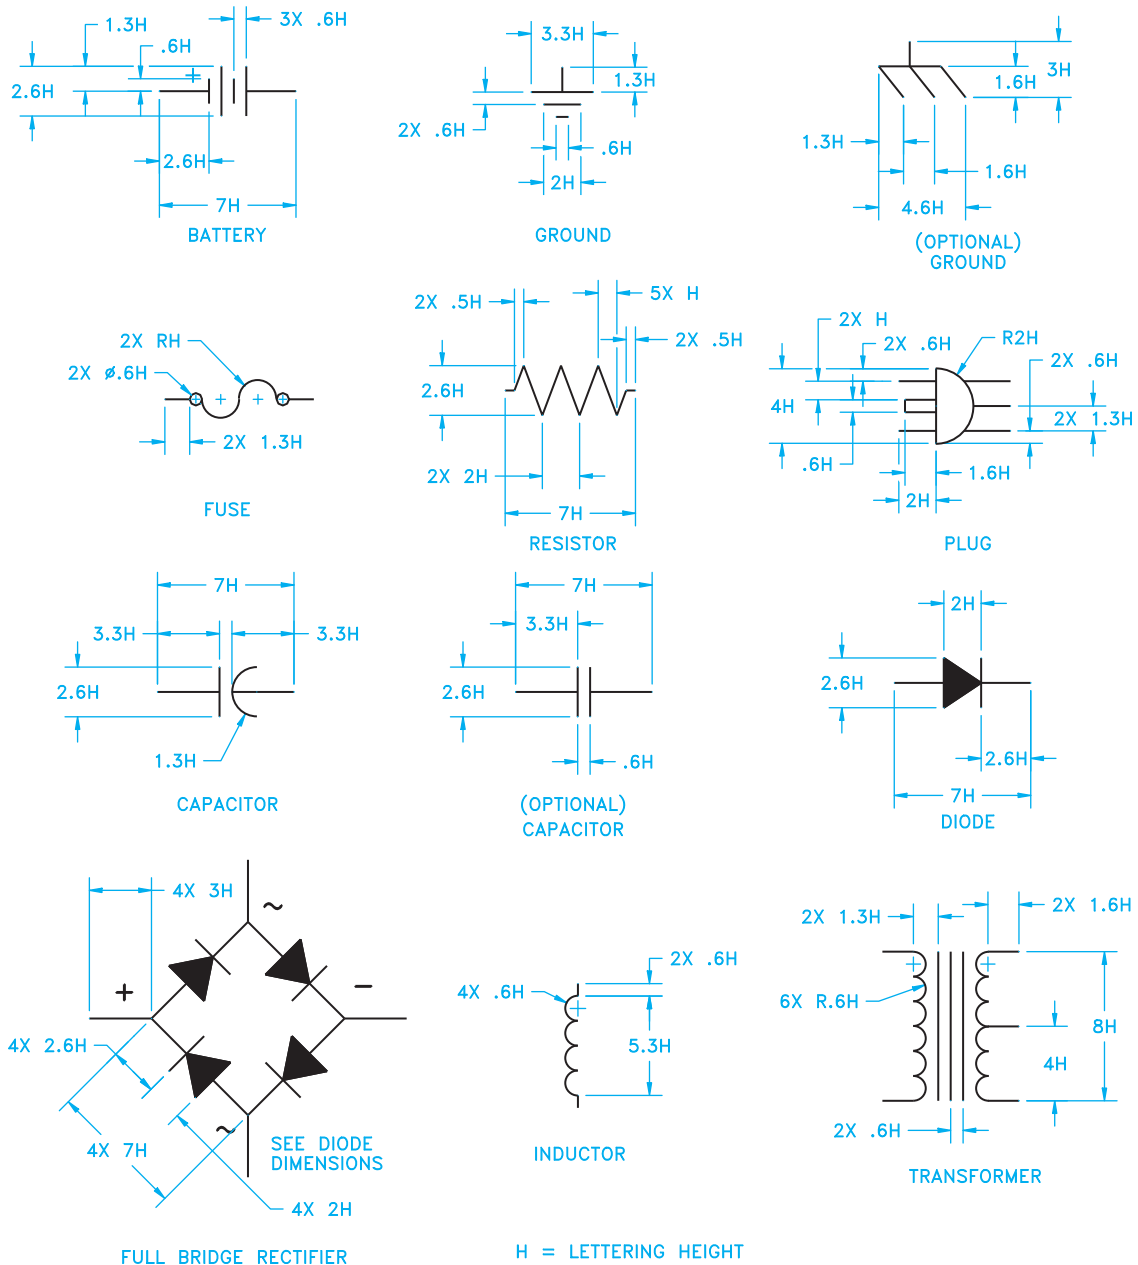 1.3H
3X .6H
.6H
+
2.6H
2.6H
7H
BATTERY
3.3H
1.3H
2X .6H
.6H
2H
GROUND
3H
1.6H
1.3H
1.6H
4.6H
(OPTIONAL)
GROUND
2X RH
2X ø.6H
2X 1.3H
FUSE
2X .5H
5X H
2X .5H
2.6H
2X 2H
7H
RESISTOR
2X H
R2H
2X .6H
2X .6H
4H
2X 1.3H
.6H
1.6H
2H
PLUG
7H
3.3H
3.3H
2.6H
1.3H
CAPACITOR
7H
3.3H
2.6H
.6H
(OPTIONAL)
CAPACITOR
2H
2.6H
2.6H
7H
DIODE
4X 3H
~
+
-
4X 2.6H
~
4X 7H
SEE DIODE
DIMENSIONS
4X 2H
FULL BRIDGE RECTIFIER
2X .6H
4X .6H
5.3H
INDUCTOR
2X 1.3H
2X 1.6H
6X R.6H
8H
4H
2X .6H
TRANSFORMER
H = LETTERING HEIGHT